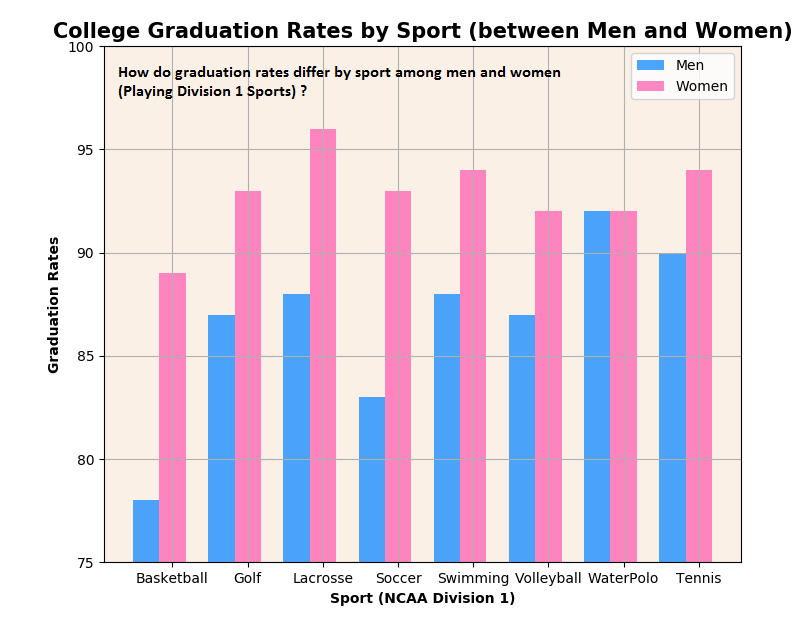 College Graduation Rates by Sport (between Men and Women)
How do graduation rates differ by sport among men and women
(Playing Division 1 Sports) ?
Men
Women
100
95
90
85
80
75
Graduation Rates
Basketball Golf Lacrosse Soccer Swimming Volleyball WaterPolo Tennis
Sport (NCAA Division 1)